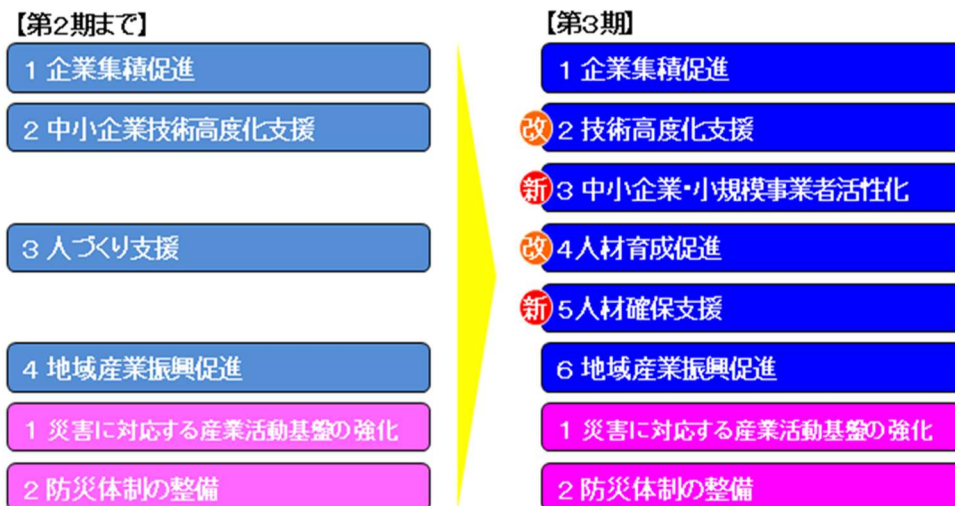 【第2期まで】
1 企業集積促進
2 中小企業技術高度化支援
3 人づくり支援
4 地域産業振興促進
1 災害に対応する産業活動基盤の強化
2 防災体制の整備
【第3期】
1 企業集積促進
改 2 技術高度化支援
新 3 中小企業・小規模事業者活性化
改 4 人材育成促進
新 5 人材確保支援
6 地域産業振興促進
1 災害に対応する産業活動基盤の強化
2 防災体制の整備